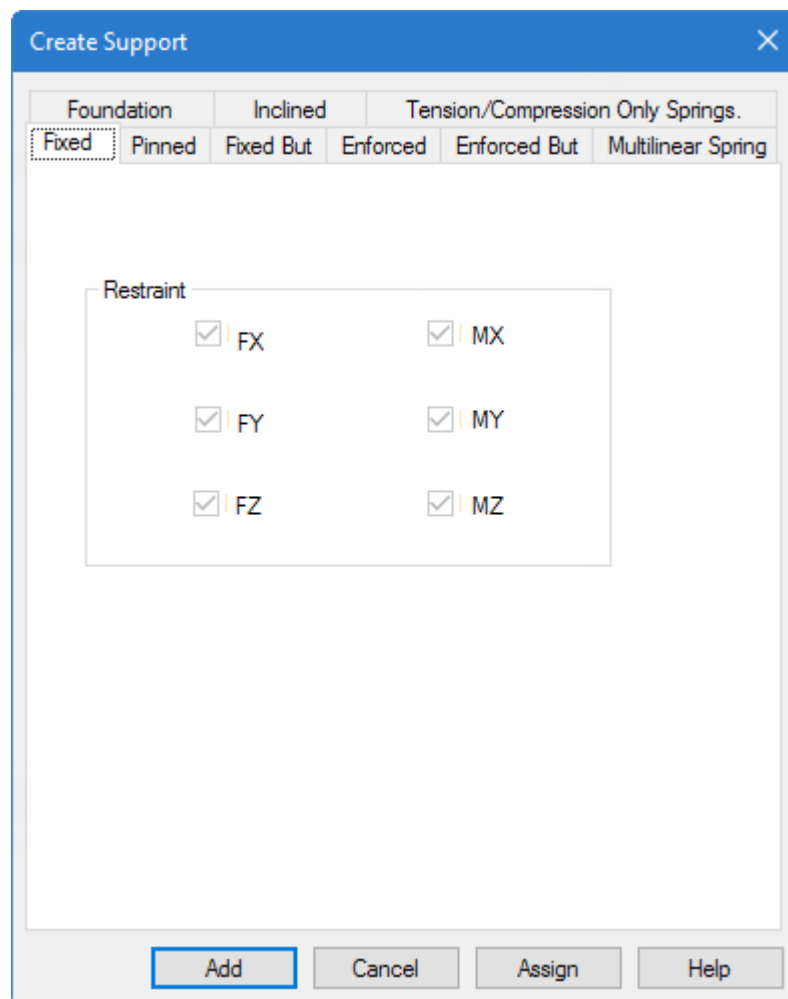 Create Support
Foundation Inclined Tension/Compression Only Springs.
Fixed Pinned Fixed But Enforced Enforced But Multilinear Spring
Restraint
FX MX
FY MY
FZ MZ
Add Cancel Assign Help